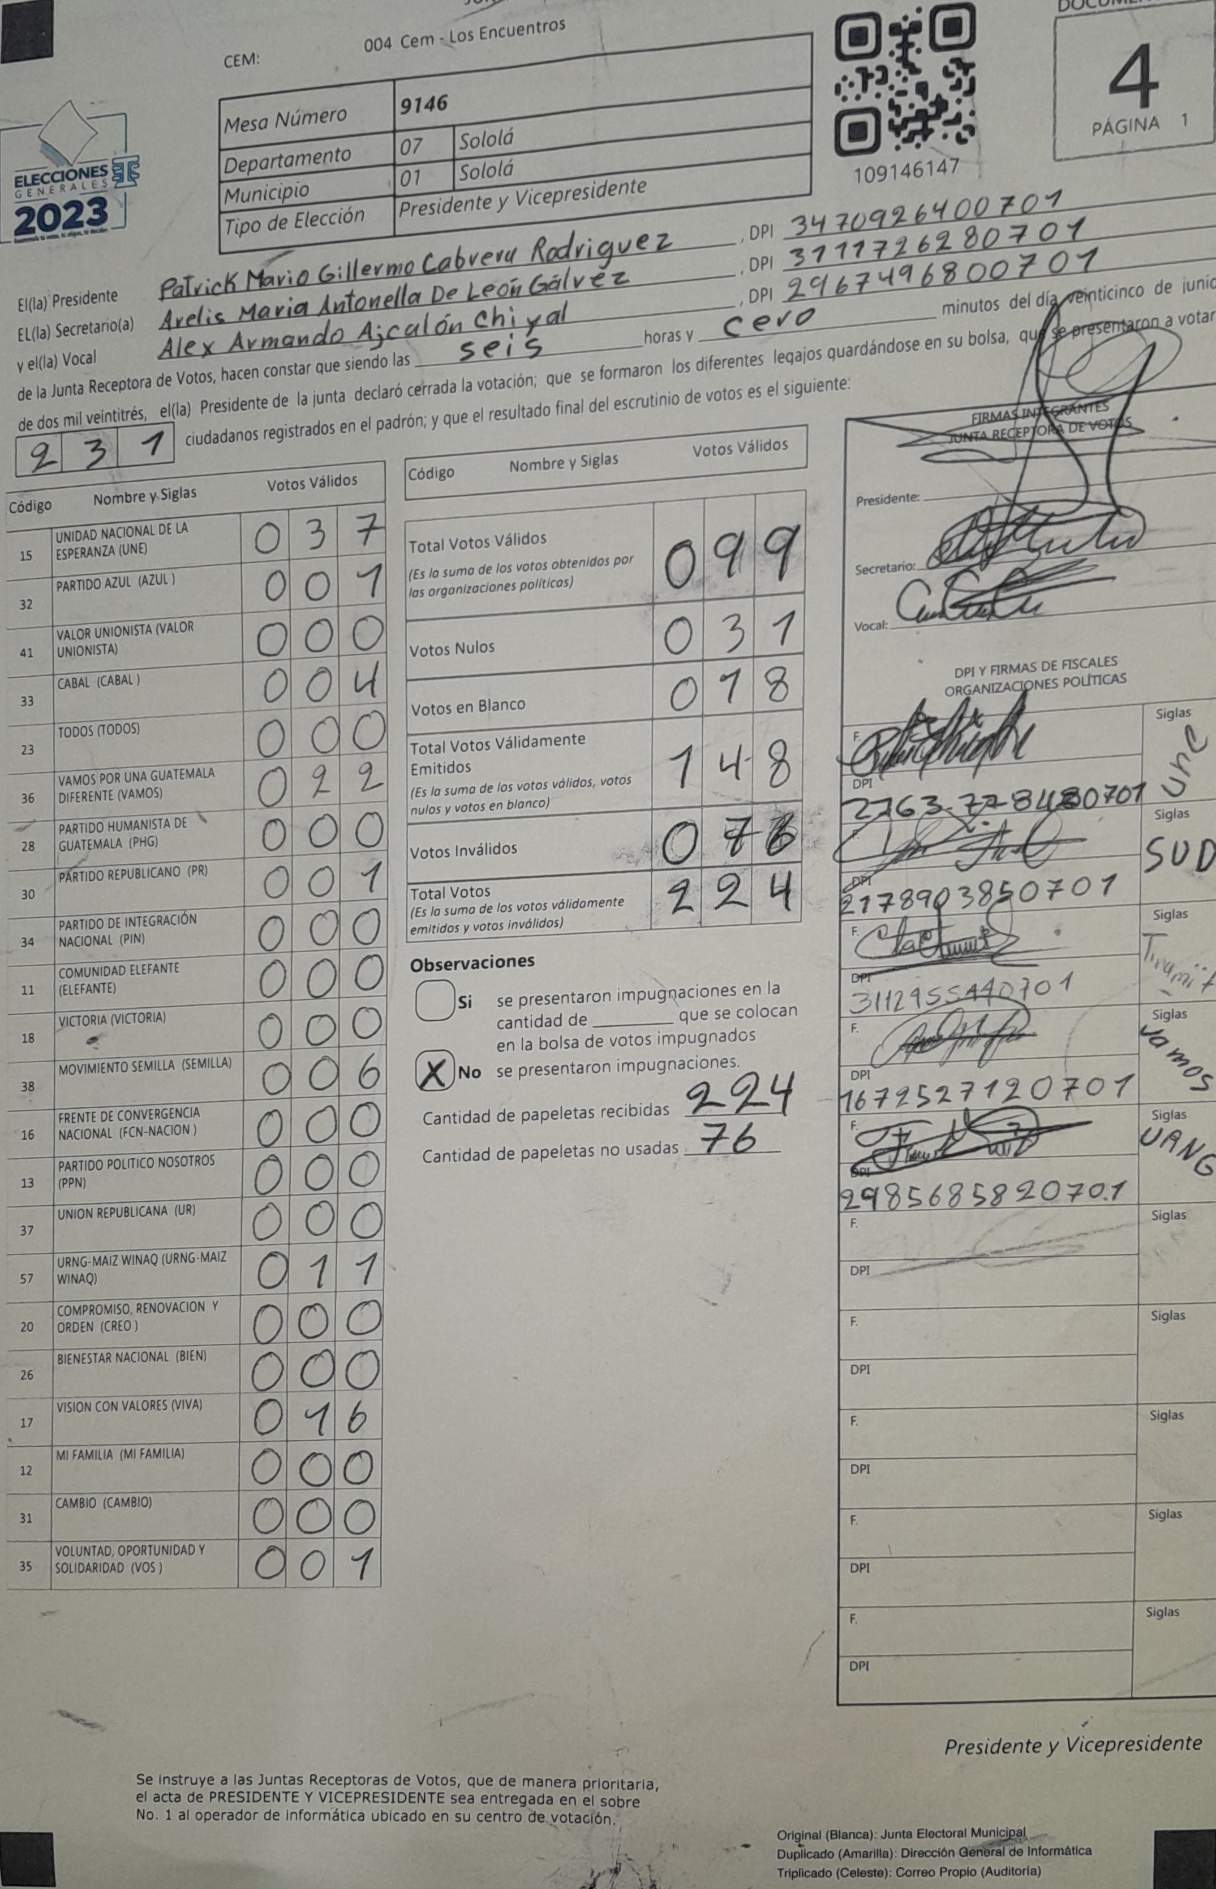 CEM: 004 Cem - Los Encuentros
Mesa Número 9146
Departamento 07 Sololá
Municipio 01 Sololá
Tipo de Elección Presidente y Vicepresidente
ELECCIONES
GENERALES
2023
109146147
4
PÁGINA 1
El(la) Presidente Patrick Mario Gillermo Cabrera Rodriguez, DPI 3470926400701
EL(la) Secretario(a) Arelis Maria Antonella De León Gálvez, DPI 3111726280701
y el(la) Vocal Alex Armando Ajcalón Chiyal, DPI 2967496800701
de la Junta Receptora de Votos, hacen constar que siendo las seis horas y cero minutos del día veinticinco de junio
de dos mil veintitrés, el(la) Presidente de la junta declaró cerrada la votación; que se formaron los diferentes legajos guardándose en su bolsa, que se presentaron a votar
231 ciudadanos registrados en el padrón; y que el resultado final del escrutinio de votos es el siguiente:
Código Nombre y Siglas Votos Válidos
15 UNIDAD NACIONAL DE LA ESPERANZA (UNE) 0 3 7
32 PARTIDO AZUL (AZUL) 0 0 1
41 VALOR UNIONISTA (VALOR UNIONISTA) 0 0 0
33 CABAL (CABAL) 0 0 4
23 TODOS (TODOS) 0 0 0
36 VAMOS POR UNA GUATEMALA DIFERENTE (VAMOS) 0 2 2
28 PARTIDO HUMANISTA DE GUATEMALA (PHG) 0 0 0
30 PARTIDO REPUBLICANO (PR) 0 0 1
34 PARTIDO DE INTEGRACIÓN NACIONAL (PIN) 0 0 0
11 COMUNIDAD ELEFANTE (ELEFANTE) 0 0 0
18 VICTORIA (VICTORIA) 0 0 0
38 MOVIMIENTO SEMILLA (SEMILLA) 0 0 6
16 FRENTE DE CONVERGENCIA NACIONAL (FCN-NACION) 0 0 0
13 PARTIDO POLITICO NOSOTROS (PPN) 0 0 0
37 UNION REPUBLICANA (UR) 0 0 0
57 URNG-MAIZ WINAQ (URNG-MAIZ WINAQ) 0 1 1
20 COMPROMISO, RENOVACION Y ORDEN (CREO) 0 0 0
26 BIENESTAR NACIONAL (BIEN) 0 0 0
17 VISION CON VALORES (VIVA) 0 1 6
12 MI FAMILIA (MI FAMILIA) 0 0 0
31 CAMBIO (CAMBIO) 0 0 0
35 VOLUNTAD, OPORTUNIDAD Y SOLIDARIDAD (VOS) 0 0 1
Código Nombre y Siglas Votos Válidos
Total Votos Válidos 0 9 9
(Es la suma de los votos obtenidos por
las organizaciones políticas)
Votos Nulos 0 3 1
Votos en Blanco 0 1 8
Total Votos Válidamente
Emitidos 1 4 8
(Es la suma de los votos válidos, votos
nulos y votos en blanco)
Votos Inválidos 0 7 6
Total Votos 2 2 4
(Es la suma de los votos válidamente
emitidos y votos inválidos)
Observaciones
Si se presentaron impugnaciones en la
cantidad de ________ que se colocan
en la bolsa de votos impugnados
X No se presentaron impugnaciones.
Cantidad de papeletas recibidas 224
Cantidad de papeletas no usadas 76
FIRMAS INTEGRANTES
JUNTA RECEPTORA DE VOTOS
Presidente:
Secretario:
Vocal:
DPI Y FIRMAS DE FISCALES
ORGANIZACIONES POLÍTICAS
F. Siglas une
DPI
F. Siglas SUD
DPI 2178903850701
F. Siglas
DPI 3112955440701
F. Siglas Vamos
DPI 1672527120701
F. Siglas URNG
DPI 2985685820701
F. Siglas
DPI
F. Siglas
DPI
F. Siglas
DPI
F. Siglas
DPI
F. Siglas
DPI
Presidente y Vicepresidente
Se instruye a las Juntas Receptoras de Votos, que de manera prioritaria,
el acta de PRESIDENTE Y VICEPRESIDENTE sea entregada en el sobre
No. 1 al operador de informática ubicado en su centro de votación.
Original (Blanca): Junta Electoral Municipal
Duplicado (Amarilla): Dirección General de Informática
Triplicado (Celeste): Correo Propio (Auditoría)